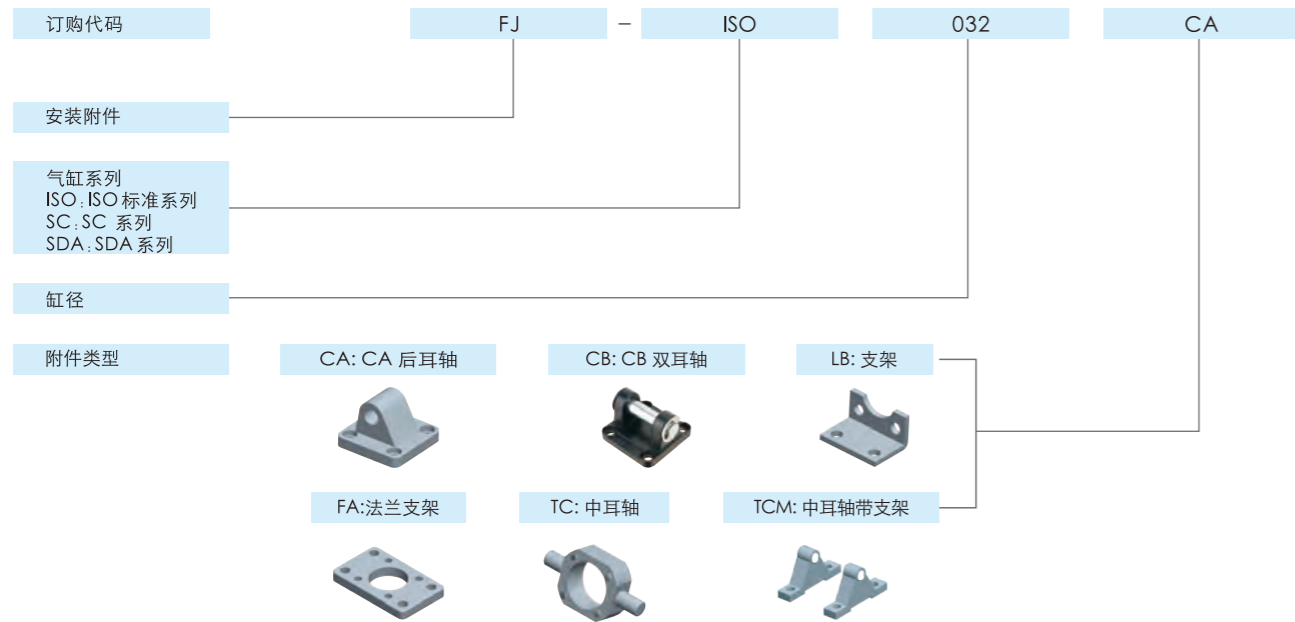 订购代码
FJ
–
ISO
032
CA
安装附件
气缸系列
ISO：ISO 标准系列
SC：SC 系列
SDA：SDA 系列
缸径
附件类型
CA: CA 后耳轴
CB: CB 双耳轴
LB: 支架
FA:法兰支架
TC: 中耳轴
TCM: 中耳轴带支架